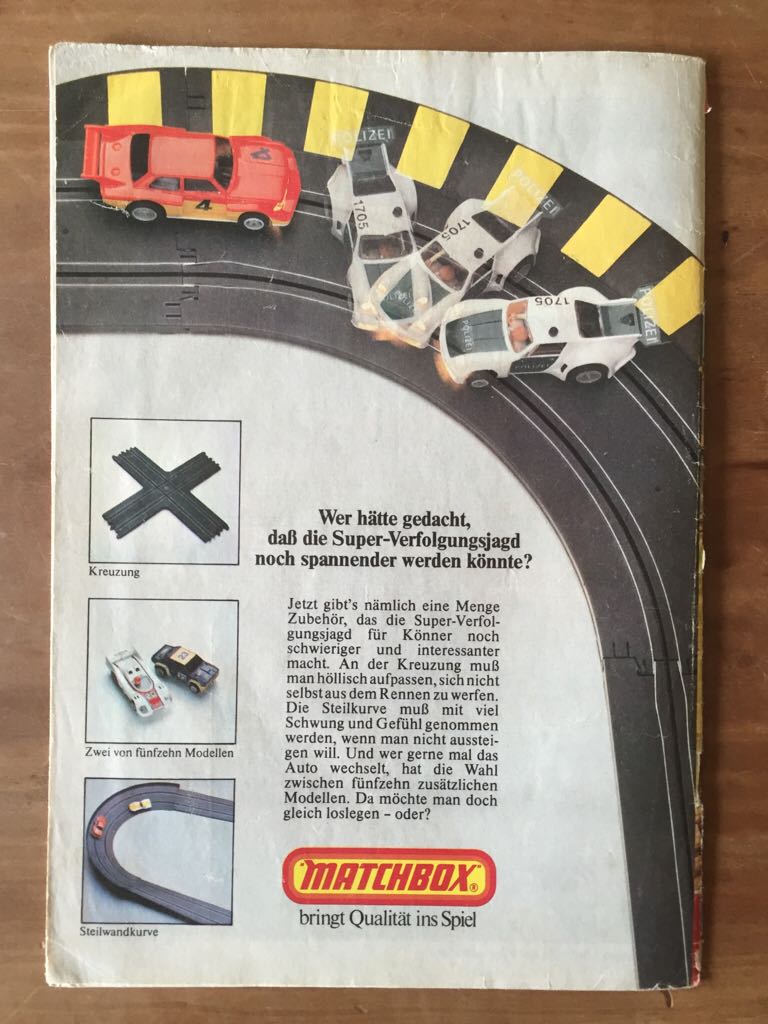 4
4
POLIZEI
1705
POLIZEI
1705
POLIZEI
1705
POLIZEI
POLIZEI
Kreuzung
Zwei von fünfzehn Modellen
Steilwandkurve
Wer hätte gedacht,
daß die Super-Verfolgungsjagd
noch spannender werden könnte?
Jetzt gibt's nämlich eine Menge
Zubehör, das die Super-Verfol-
gungsjagd für Könner noch
schwieriger und interessanter
macht. An der Kreuzung muß
man höllisch aufpassen, sich nicht
selbst aus dem Rennen zu werfen.
Die Steilkurve muß mit viel
Schwung und Gefühl genommen
werden, wenn man nicht ausstei-
gen will. Und wer gerne mal das
Auto wechselt, hat die Wahl
zwischen fünfzehn zusätzlichen
Modellen. Da möchte man doch
gleich loslegen – oder?
"MATCHBOX"®
bringt Qualität ins Spiel